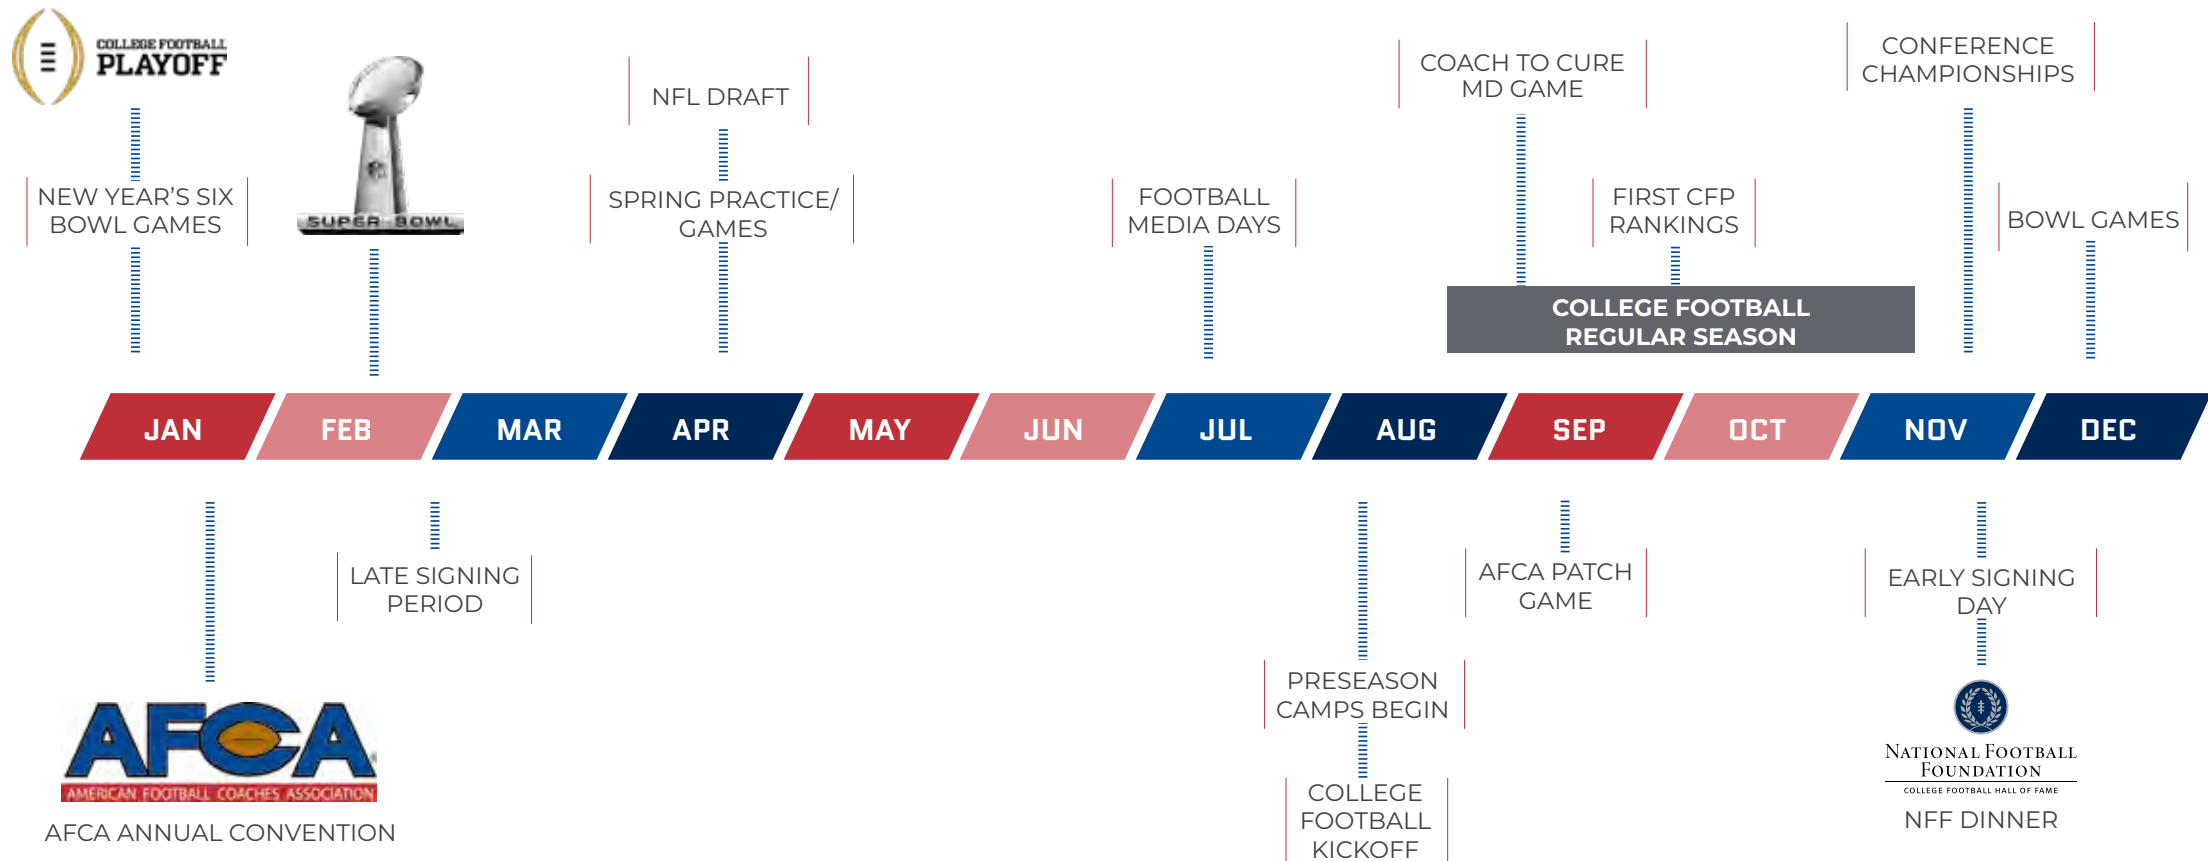 COLLEGE FOOTBALL
PLAYOFF
NEW YEAR’S SIX
BOWL GAMES
SUPER BOWL
NFL DRAFT
SPRING PRACTICE/
GAMES
FOOTBALL
MEDIA DAYS
COACH TO CURE
MD GAME
FIRST CFP
RANKINGS
CONFERENCE
CHAMPIONSHIPS
BOWL GAMES
COLLEGE FOOTBALL
REGULAR SEASON
JAN FEB MAR APR MAY JUN JUL AUG SEP OCT NOV DEC
LATE SIGNING
PERIOD
AFCA
AMERICAN FOOTBALL COACHES ASSOCIATION
AFCA ANNUAL CONVENTION
PRESEASON
CAMPS BEGIN
COLLEGE
FOOTBALL
KICKOFF
AFCA PATCH
GAME
EARLY SIGNING
DAY
NATIONAL FOOTBALL
FOUNDATION
COLLEGE FOOTBALL HALL OF FAME
NFF DINNER